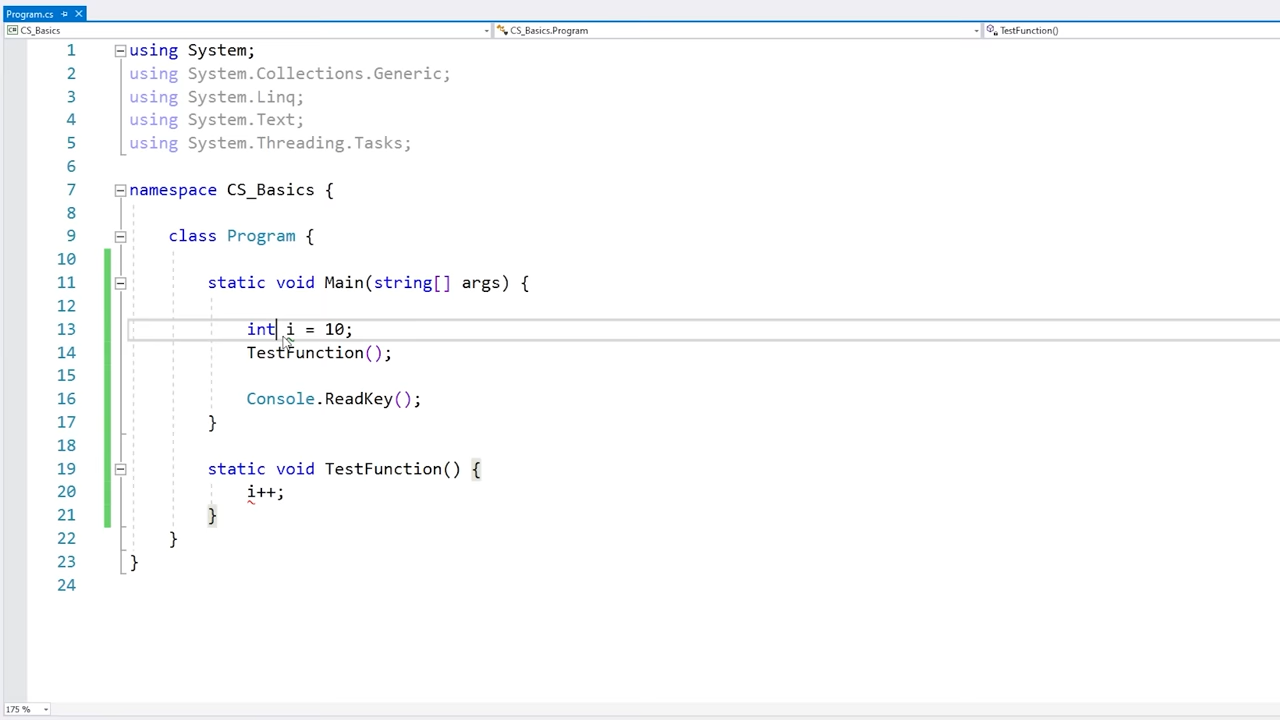 Program.cs
CS_Basics CS_Basics.Program TestFunction()
1 using System;
2 using System.Collections.Generic;
3 using System.Linq;
4 using System.Text;
5 using System.Threading.Tasks;
6
7 namespace CS_Basics {
8
9 class Program {
10
11 static void Main(string[] args) {
12
13 int i = 10;
14 TestFunction();
15
16 Console.ReadKey();
17 }
18
19 static void TestFunction() {
20 i++;
21 }
22 }
23 }
24
175 %